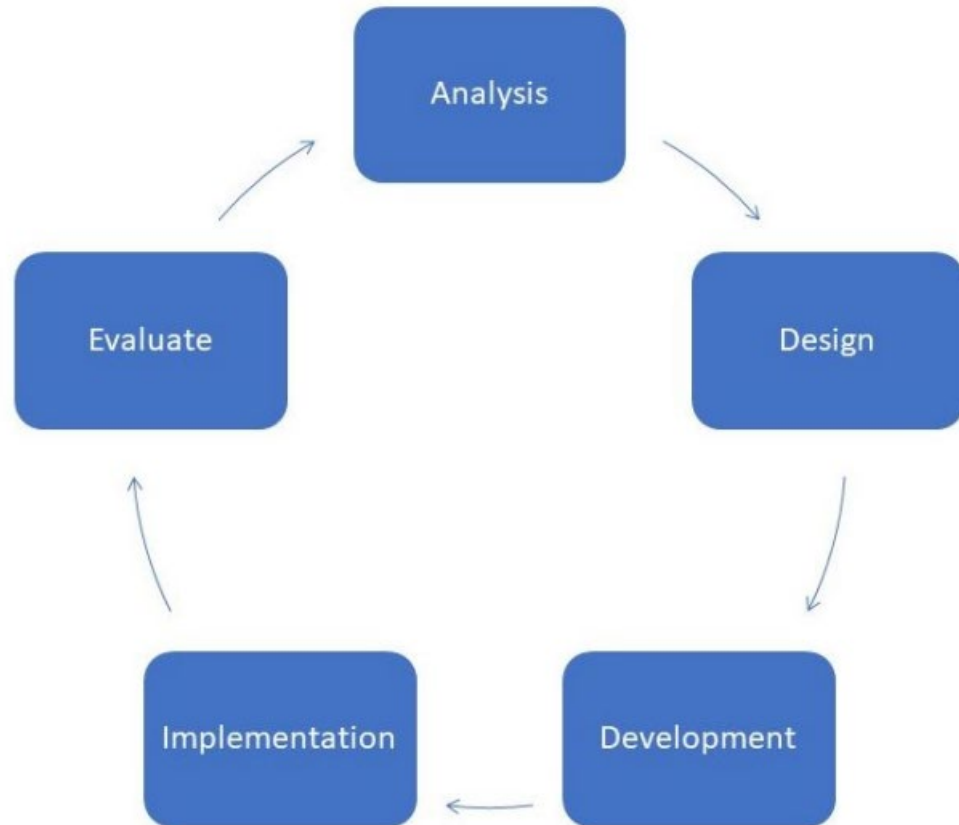 Analysis
Design
Development
Implementation
Evaluate